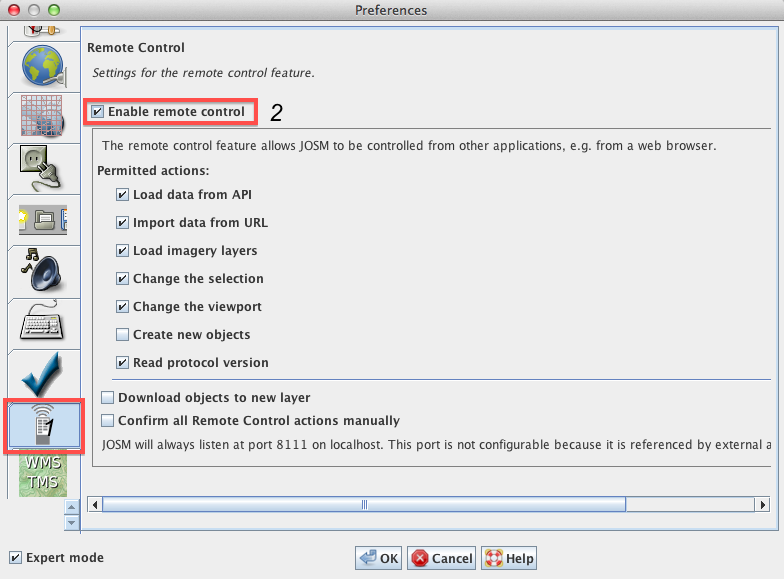 Preferences
Remote Control
Settings for the remote control feature.
Enable remote control 2
The remote control feature allows JOSM to be controlled from other applications, e.g. from a web browser.
Permitted actions:
Load data from API
Import data from URL
Load imagery layers
Change the selection
Change the viewport
Create new objects
Read protocol version
Download objects to new layer
Confirm all Remote Control actions manually
JOSM will always listen at port 8111 on localhost. This port is not configurable because it is referenced by external a
1
WMS
TMS
Expert mode
OK
Cancel
Help